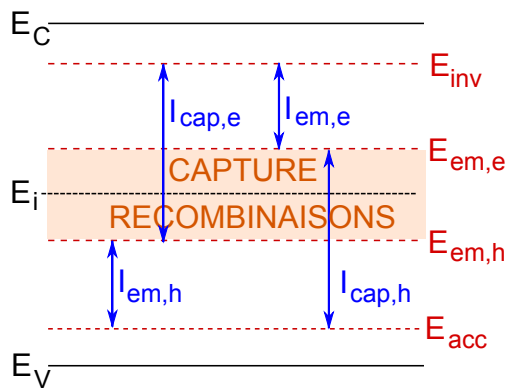 E_C
E_inv
I_cap,e
I_em,e
E_em,e
CAPTURE
E_i
RECOMBINAISONS
E_em,h
I_em,h
I_cap,h
E_acc
E_V